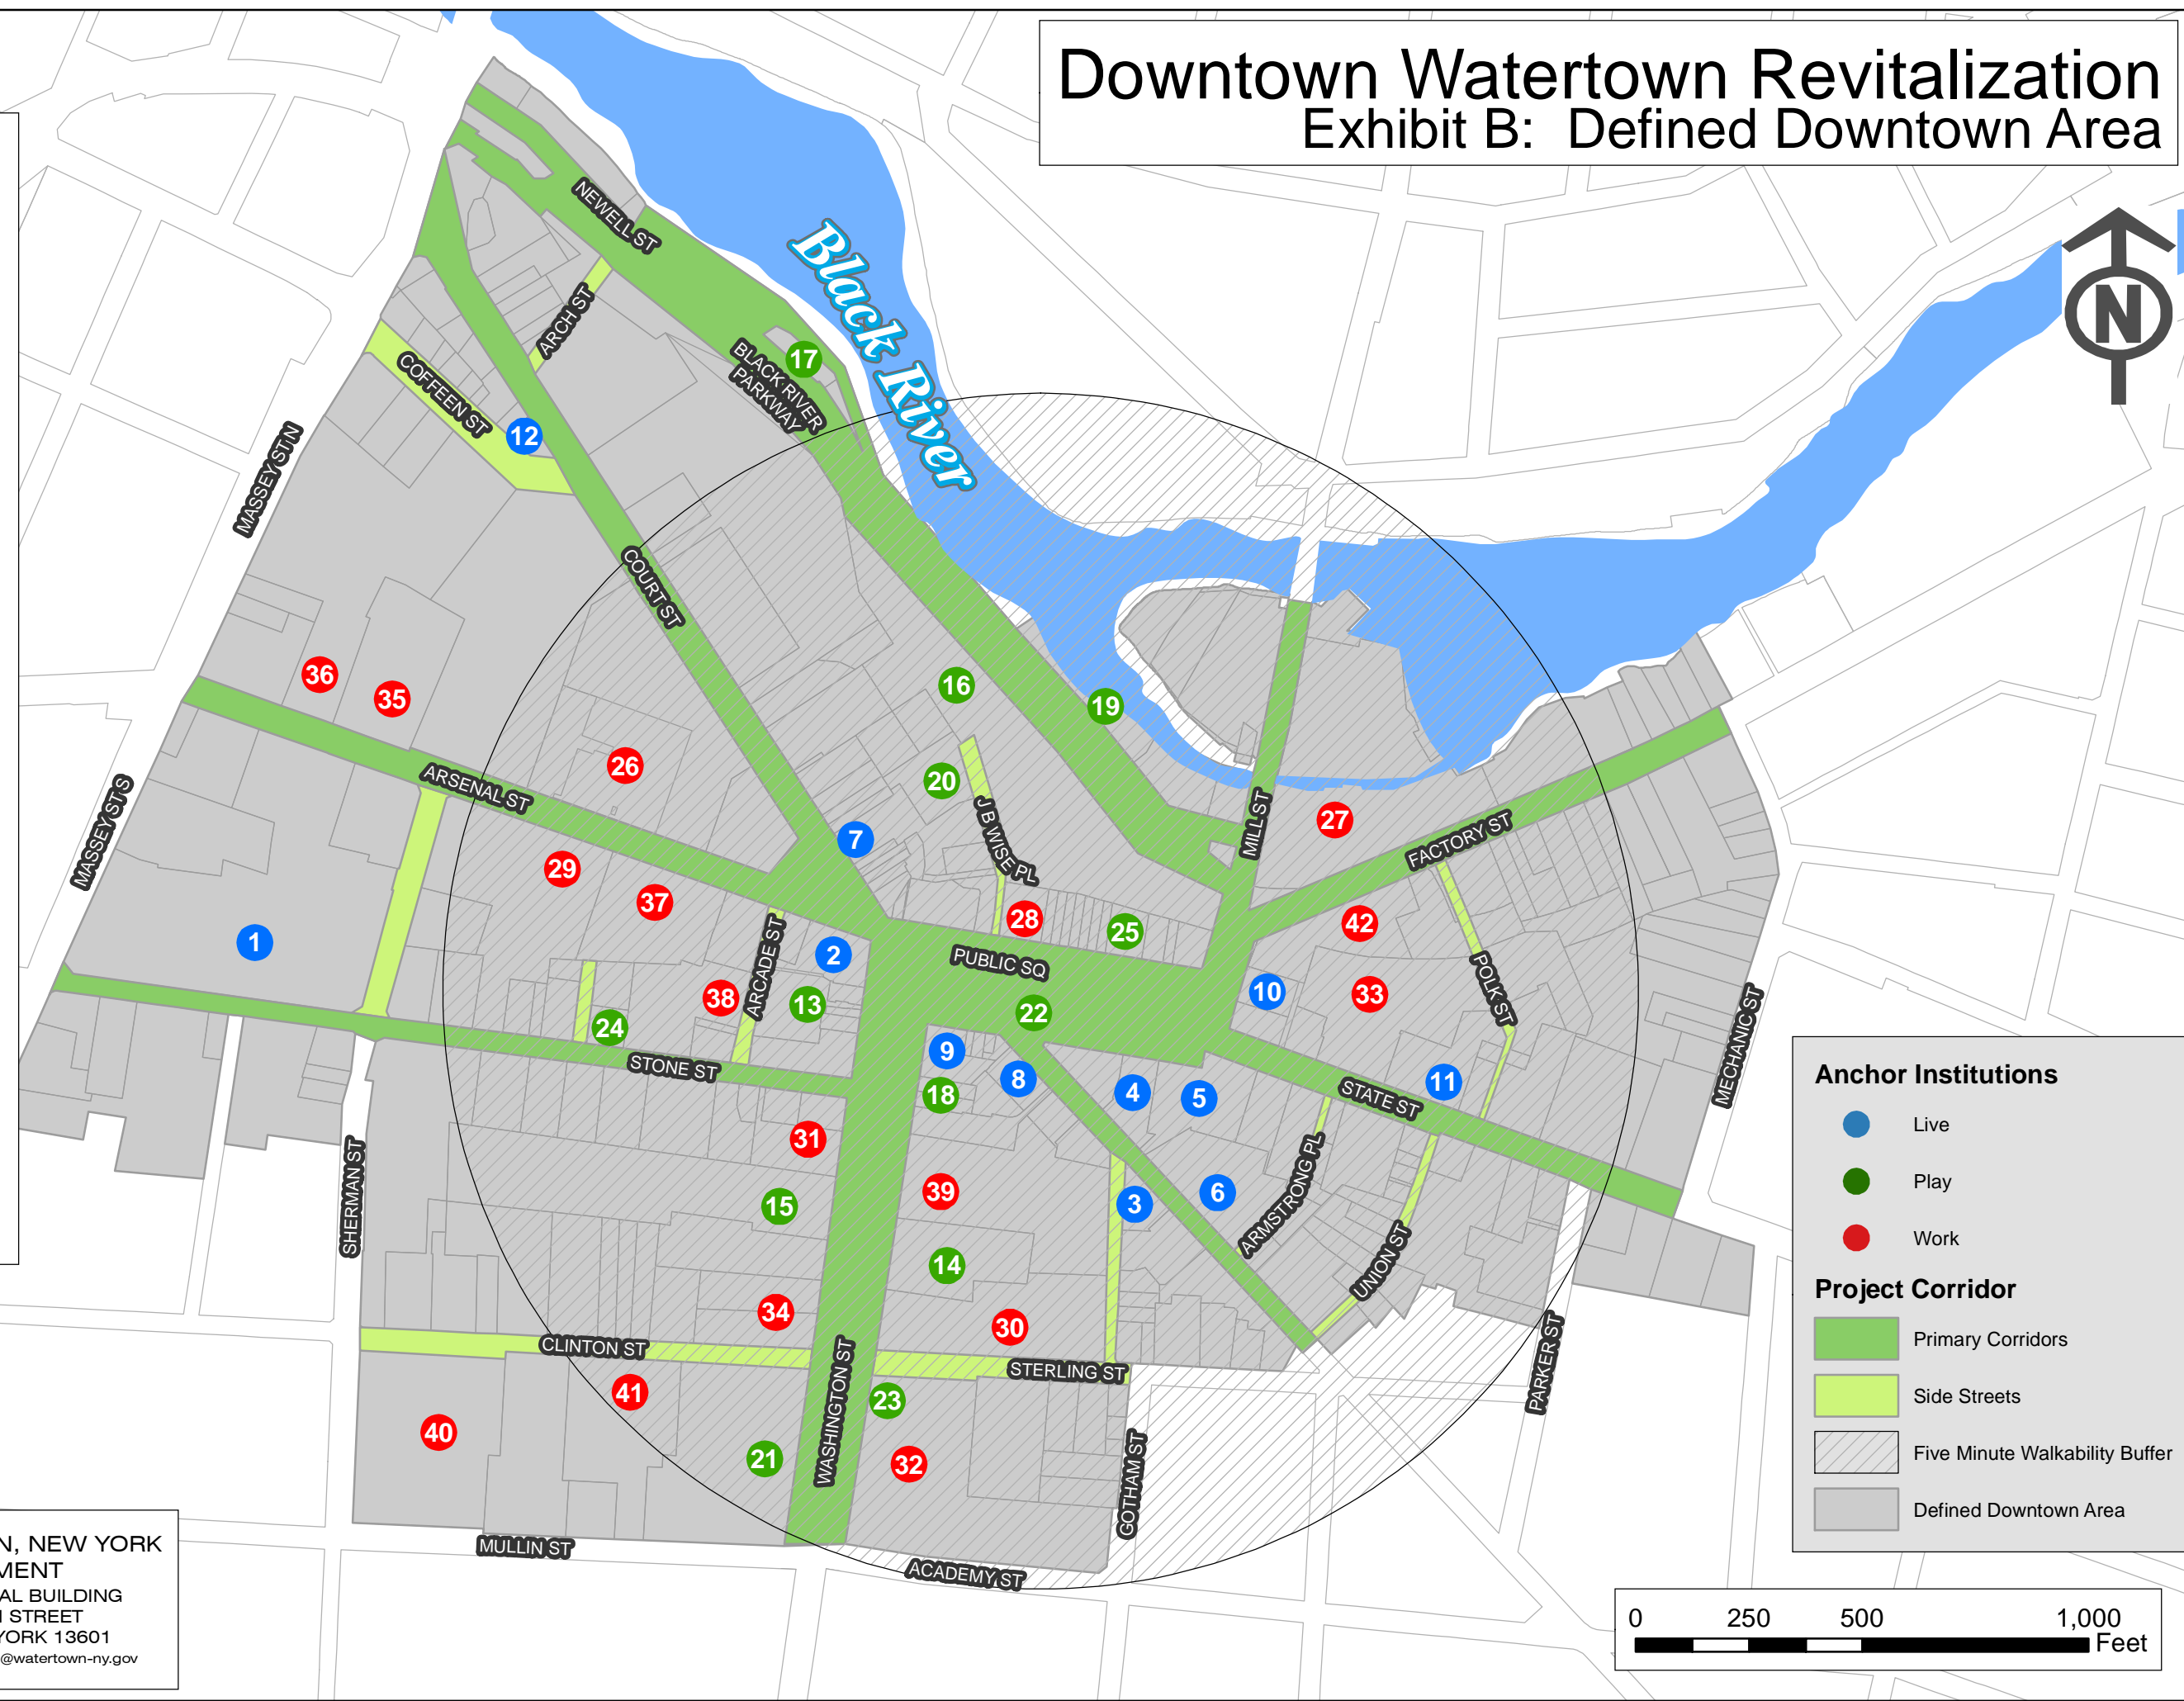 Downtown Watertown Revitalization
Exhibit B: Defined Downtown Area
N
Black River
NEWELL ST
ARCH ST
COFFEEN ST
BLACK RIVER
PARKWAY
17
12
MASSEY ST N
COURT ST
36
35
16
19
26
20
ARSENAL ST
MASSEY ST S
7
J B WISE PL
MILL ST
27
FACTORY ST
29
37
28
25
42
1
2
ARCADE ST
PUBLIC SQ
POLK ST
38
13
10
33
22
24
STONE ST
9
8
18
4
5
11
STATE ST
MECHANIC ST
31
SHERMAN ST
15
39
3
6
ARMSTRONG PL
UNION ST
14
34
30
CLINTON ST
STERLING ST
PARKER ST
41
40
23
WASHINGTON ST
21
32
GOTHAM ST
MULLIN ST
ACADEMY ST
Anchor Institutions
Live
Play
Work
Project Corridor
Primary Corridors
Side Streets
Five Minute Walkability Buffer
Defined Downtown Area
N, NEW YORK
MENT
AL BUILDING
STREET
YORK 13601
@watertown-ny.gov
0 250 500 1,000
Feet